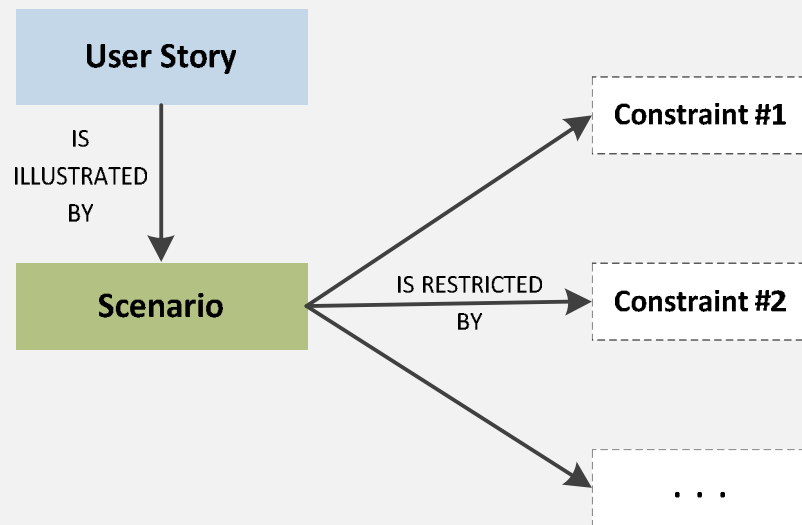 User Story
Constraint #1
IS
ILLUSTRATED
BY
Scenario
IS RESTRICTED
BY
Constraint #2
. . .